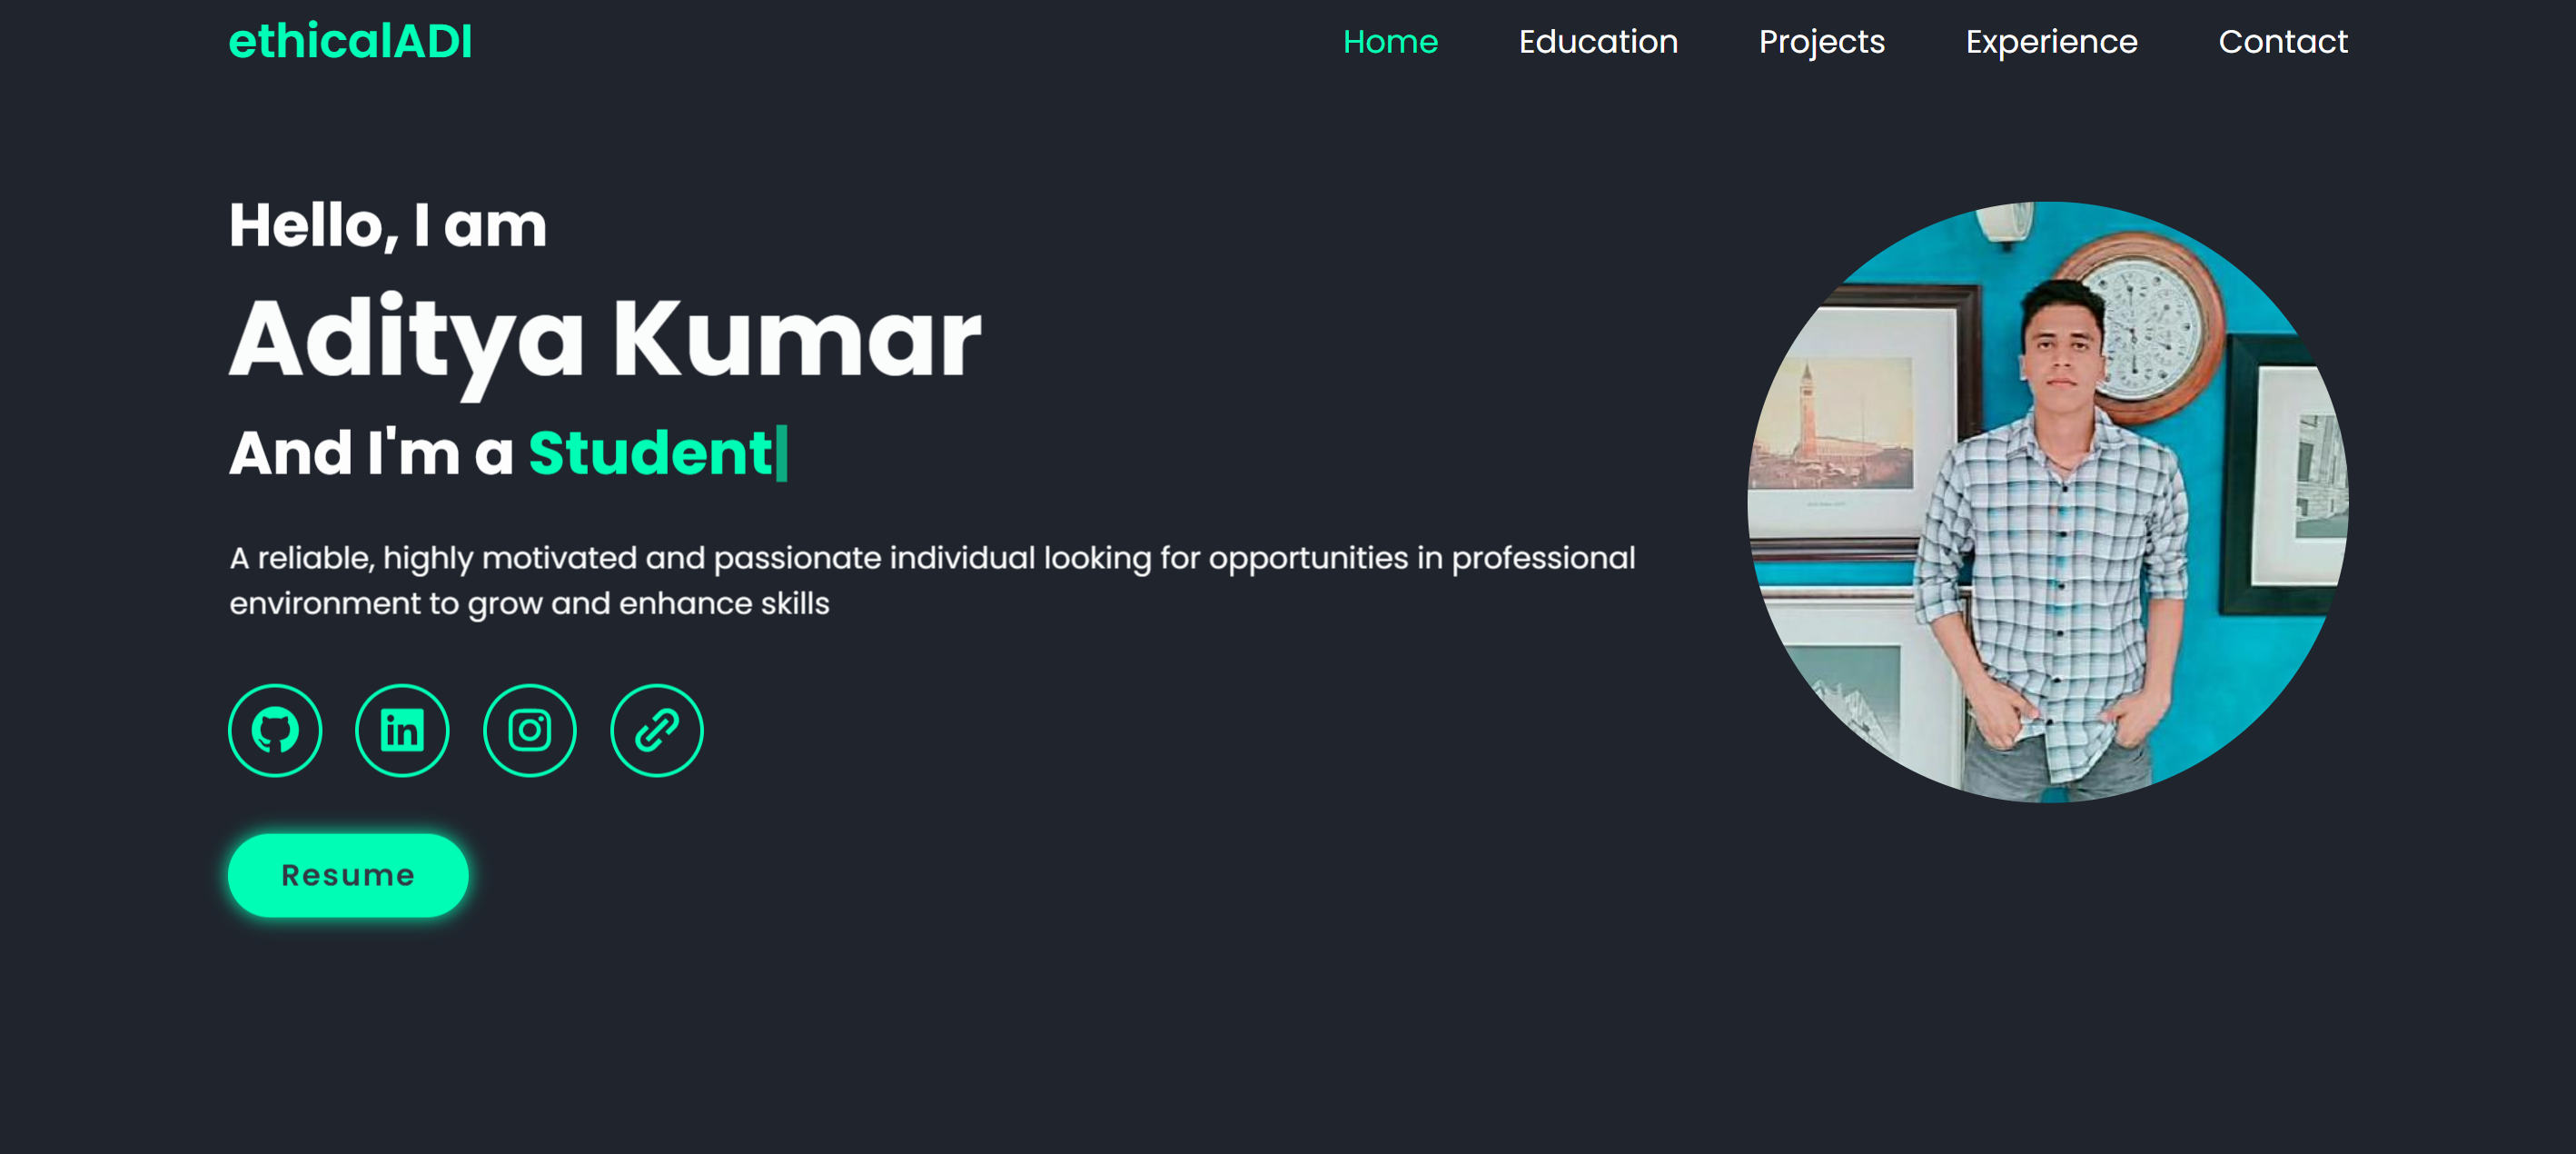 ethicalADI
Home Education Projects Experience Contact
Hello, I am
Aditya Kumar
And I'm a Student
A reliable, highly motivated and passionate individual looking for opportunities in professional
environment to grow and enhance skills
in
Resume